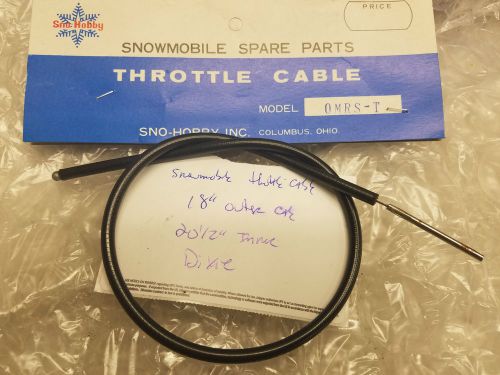 Sno Hobby
PRICE
SNOWMOBILE SPARE PARTS
THROTTLE CABLE
MODEL OMRS-T
SNO-HOBBY INC. COLUMBUS, OHIO.
Snowmobile throttle cable
18" outer
20 1/2" Inner
Dixie